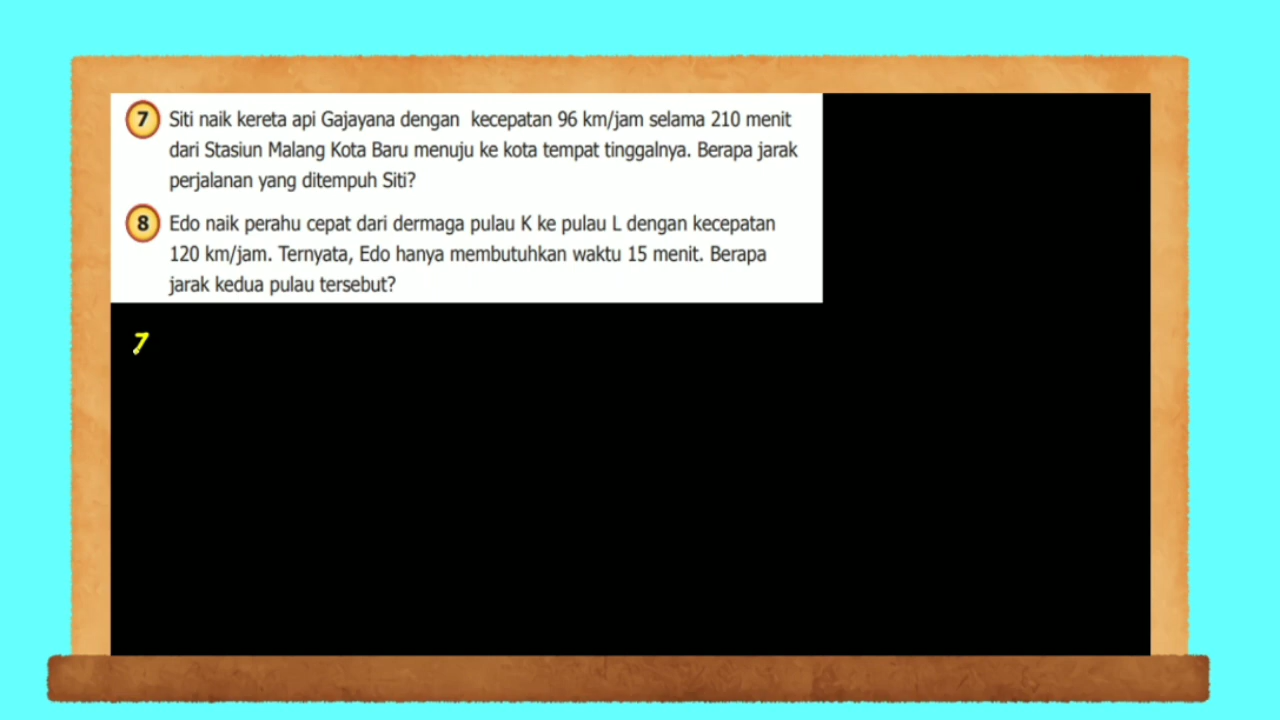 7 Siti naik kereta api Gajayana dengan kecepatan 96 km/jam selama 210 menit
dari Stasiun Malang Kota Baru menuju ke kota tempat tinggalnya. Berapa jarak
perjalanan yang ditempuh Siti?
8 Edo naik perahu cepat dari dermaga pulau K ke pulau L dengan kecepatan
120 km/jam. Ternyata, Edo hanya membutuhkan waktu 15 menit. Berapa
jarak kedua pulau tersebut?
7